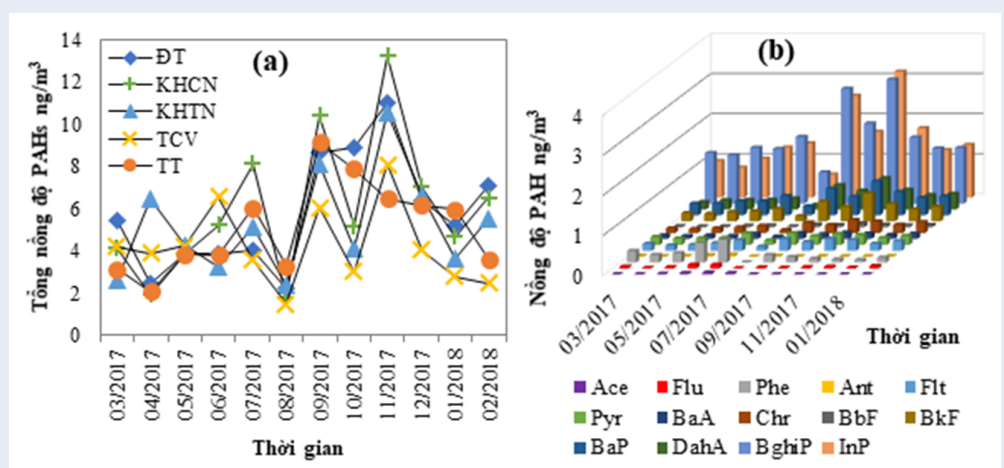 (a)
Tổng nồng độ PAHs ng/m³
14
12
10
8
6
4
2
0
ĐT
KHCN
KHTN
TCV
TT
03/2017
04/2017
05/2017
06/2017
07/2017
08/2017
09/2017
10/2017
11/2017
12/2017
01/2018
02/2018
Thời gian
(b)
Nồng độ PAH ng/m³
4
3
2
1
0
03/2017
05/2017
07/2017
09/2017
11/2017
01/2018
Thời gian
Ace Flu Phe Ant Flt
Pyr BaA Chr BbF BkF
BaP DahA BghiP InP